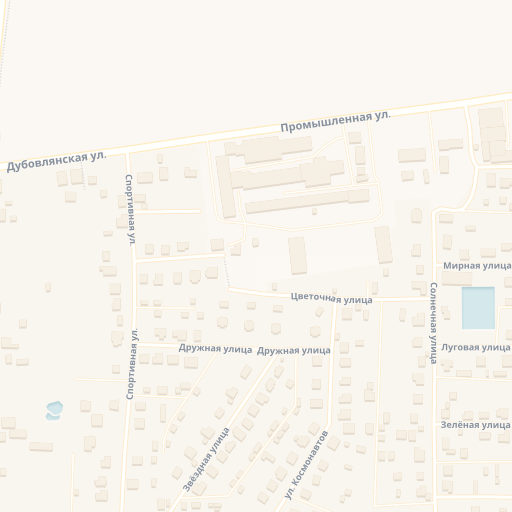 Промышленная ул.
Дубовлянская ул.
Спортивная ул.
Мирная улица
Цветочная улица
Солнечная улица
Спортивная ул.
Дружная улица Дружная улица
Луговая улица
Зелёная улица
Звёздная улица
ул. Космонавтов